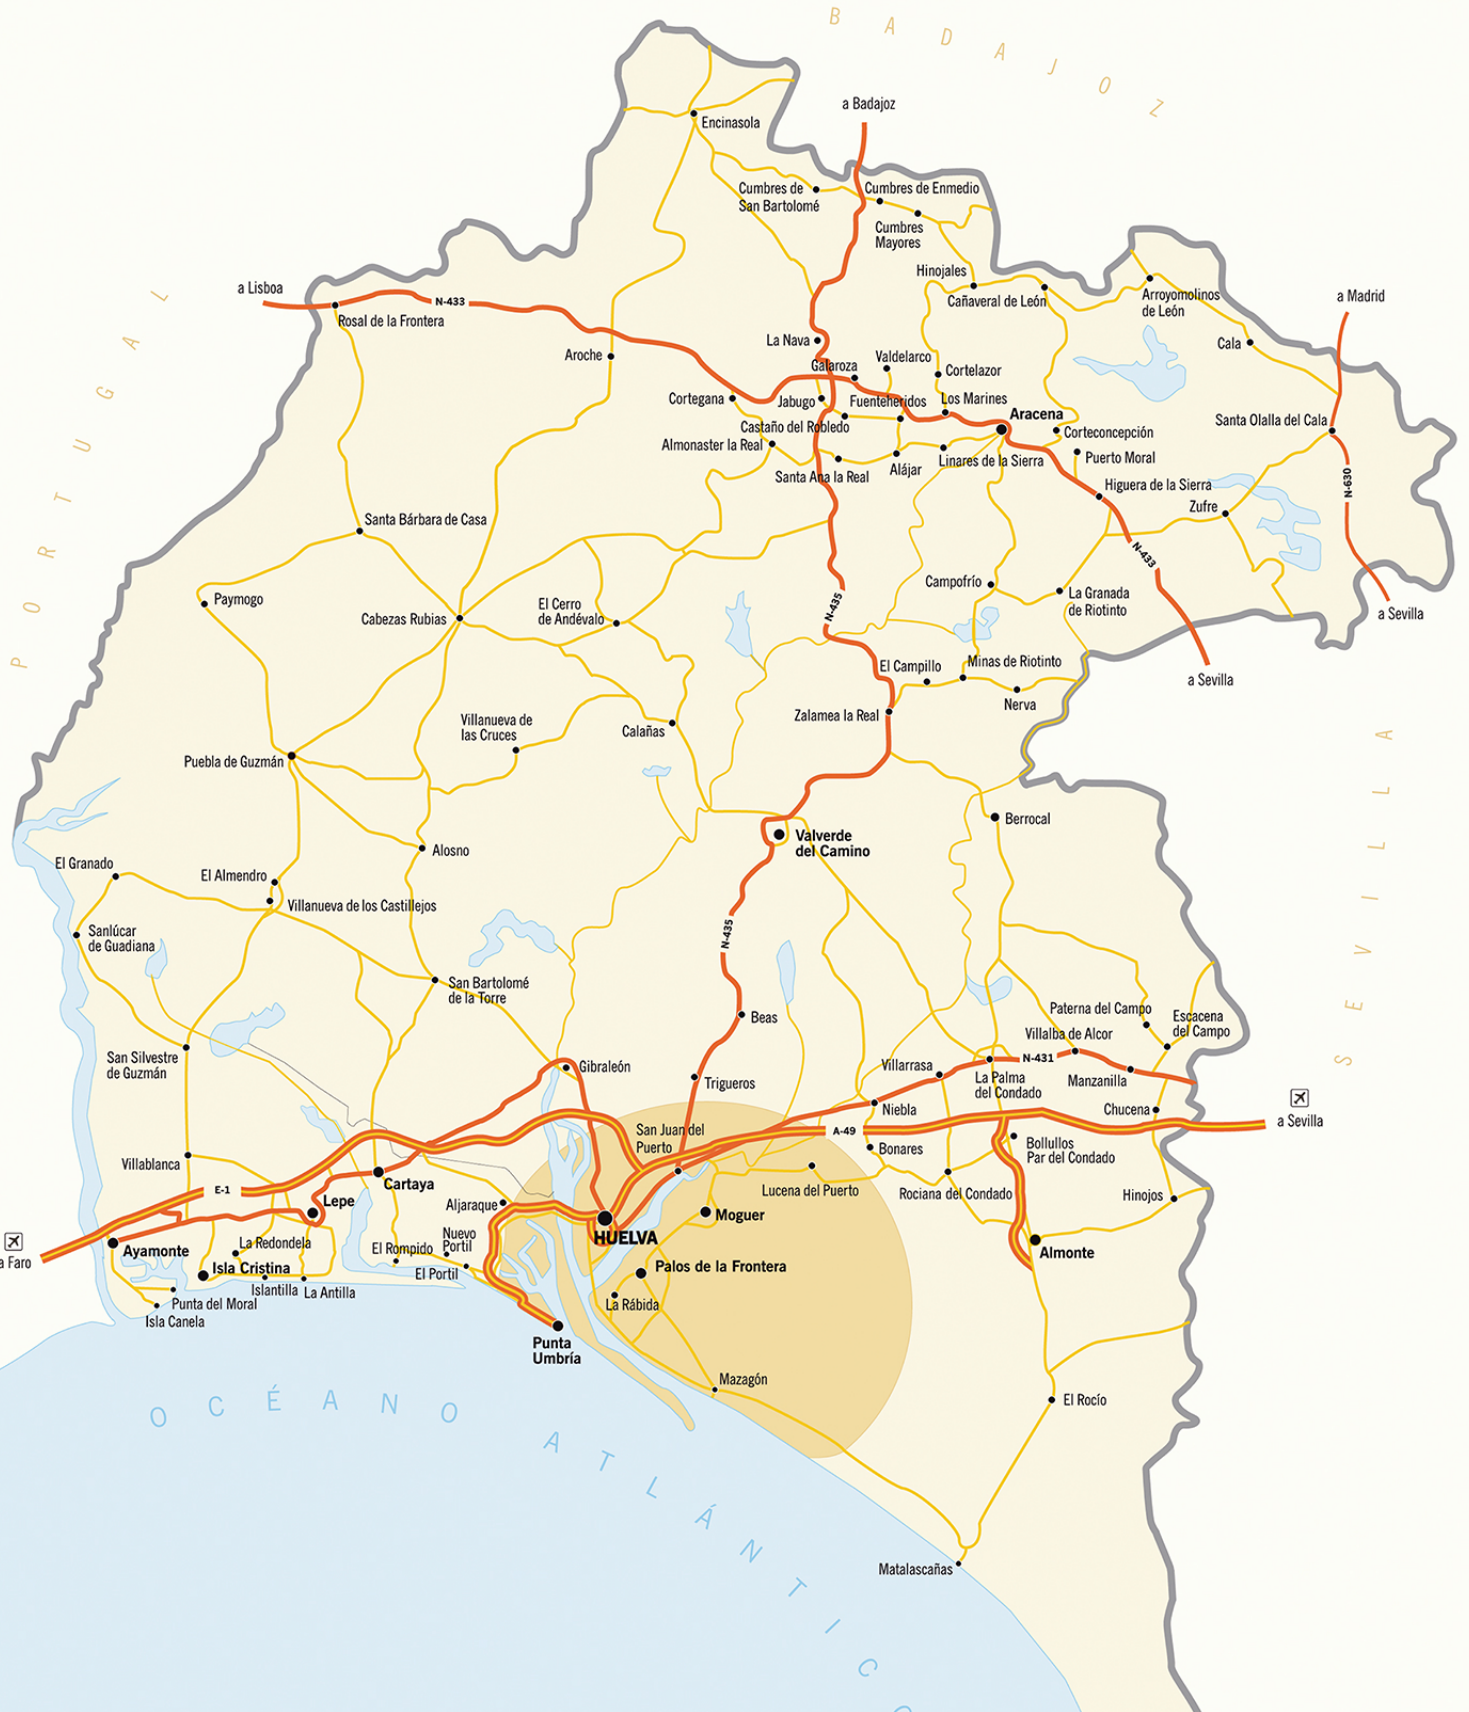 B A D A J O Z
a Badajoz
Encinasola
Cumbres de
San Bartolomé
Cumbres de Enmedio
Cumbres
Mayores
Hinojales
Cañaveral de León
Arroyomolinos
de León
a Lisboa
N-433
Rosal de la Frontera
a Madrid
La Nava
Aroche
Cala
Galaroza
Valdelarco
Cortelazor
Cortegana
Jabugo
Fuenteheridos
Los Marines
Aracena
Castaño del Robledo
Corteconcepción
Santa Olalla del Cala
Almonaster la Real
Santa Ana la Real
Alájar
Linares de la Sierra
Puerto Moral
Higuera de la Sierra
Zufre
N-630
P O R T U G A L
Santa Bárbara de Casa
N-433
Paymogo
Cabezas Rubias
El Cerro
de Andévalo
N-435
Campofrío
La Granada
de Riotinto
a Sevilla
El Campillo
Minas de Riotinto
a Sevilla
Nerva
Zalamea la Real
Villanueva de
las Cruces
Calañas
Puebla de Guzmán
Berrocal
Valverde
del Camino
Alosno
El Granado
El Almendro
Villanueva de los Castillejos
Sanlúcar
de Guadiana
N-435
San Bartolomé
de la Torre
S E V I L L A
Beas
Paterna del Campo
Escacena
del Campo
Villalba de Alcor
San Silvestre
de Guzmán
Gibraleón
Trigueros
Villarrasa
N-431
La Palma
del Condado
Manzanilla
Niebla
Chucena
a Sevilla
San Juan del
Puerto
A-49
Bonares
Bollullos
Par del Condado
Villablanca
E-1
Cartaya
Lucena del Puerto
Rociana del Condado
Hinojos
Lepe
Aljaraque
Moguer
HUELVA
Nuevo
Portil
a Faro
Ayamonte
La Redondela
El Rompido
Almonte
Isla Cristina
El Portil
Palos de la Frontera
Islantilla
La Antilla
Punta del Moral
La Rábida
Isla Canela
Punta
Umbría
Mazagón
El Rocío
O C É A N O
A T L Á N T I C O
Matalascañas